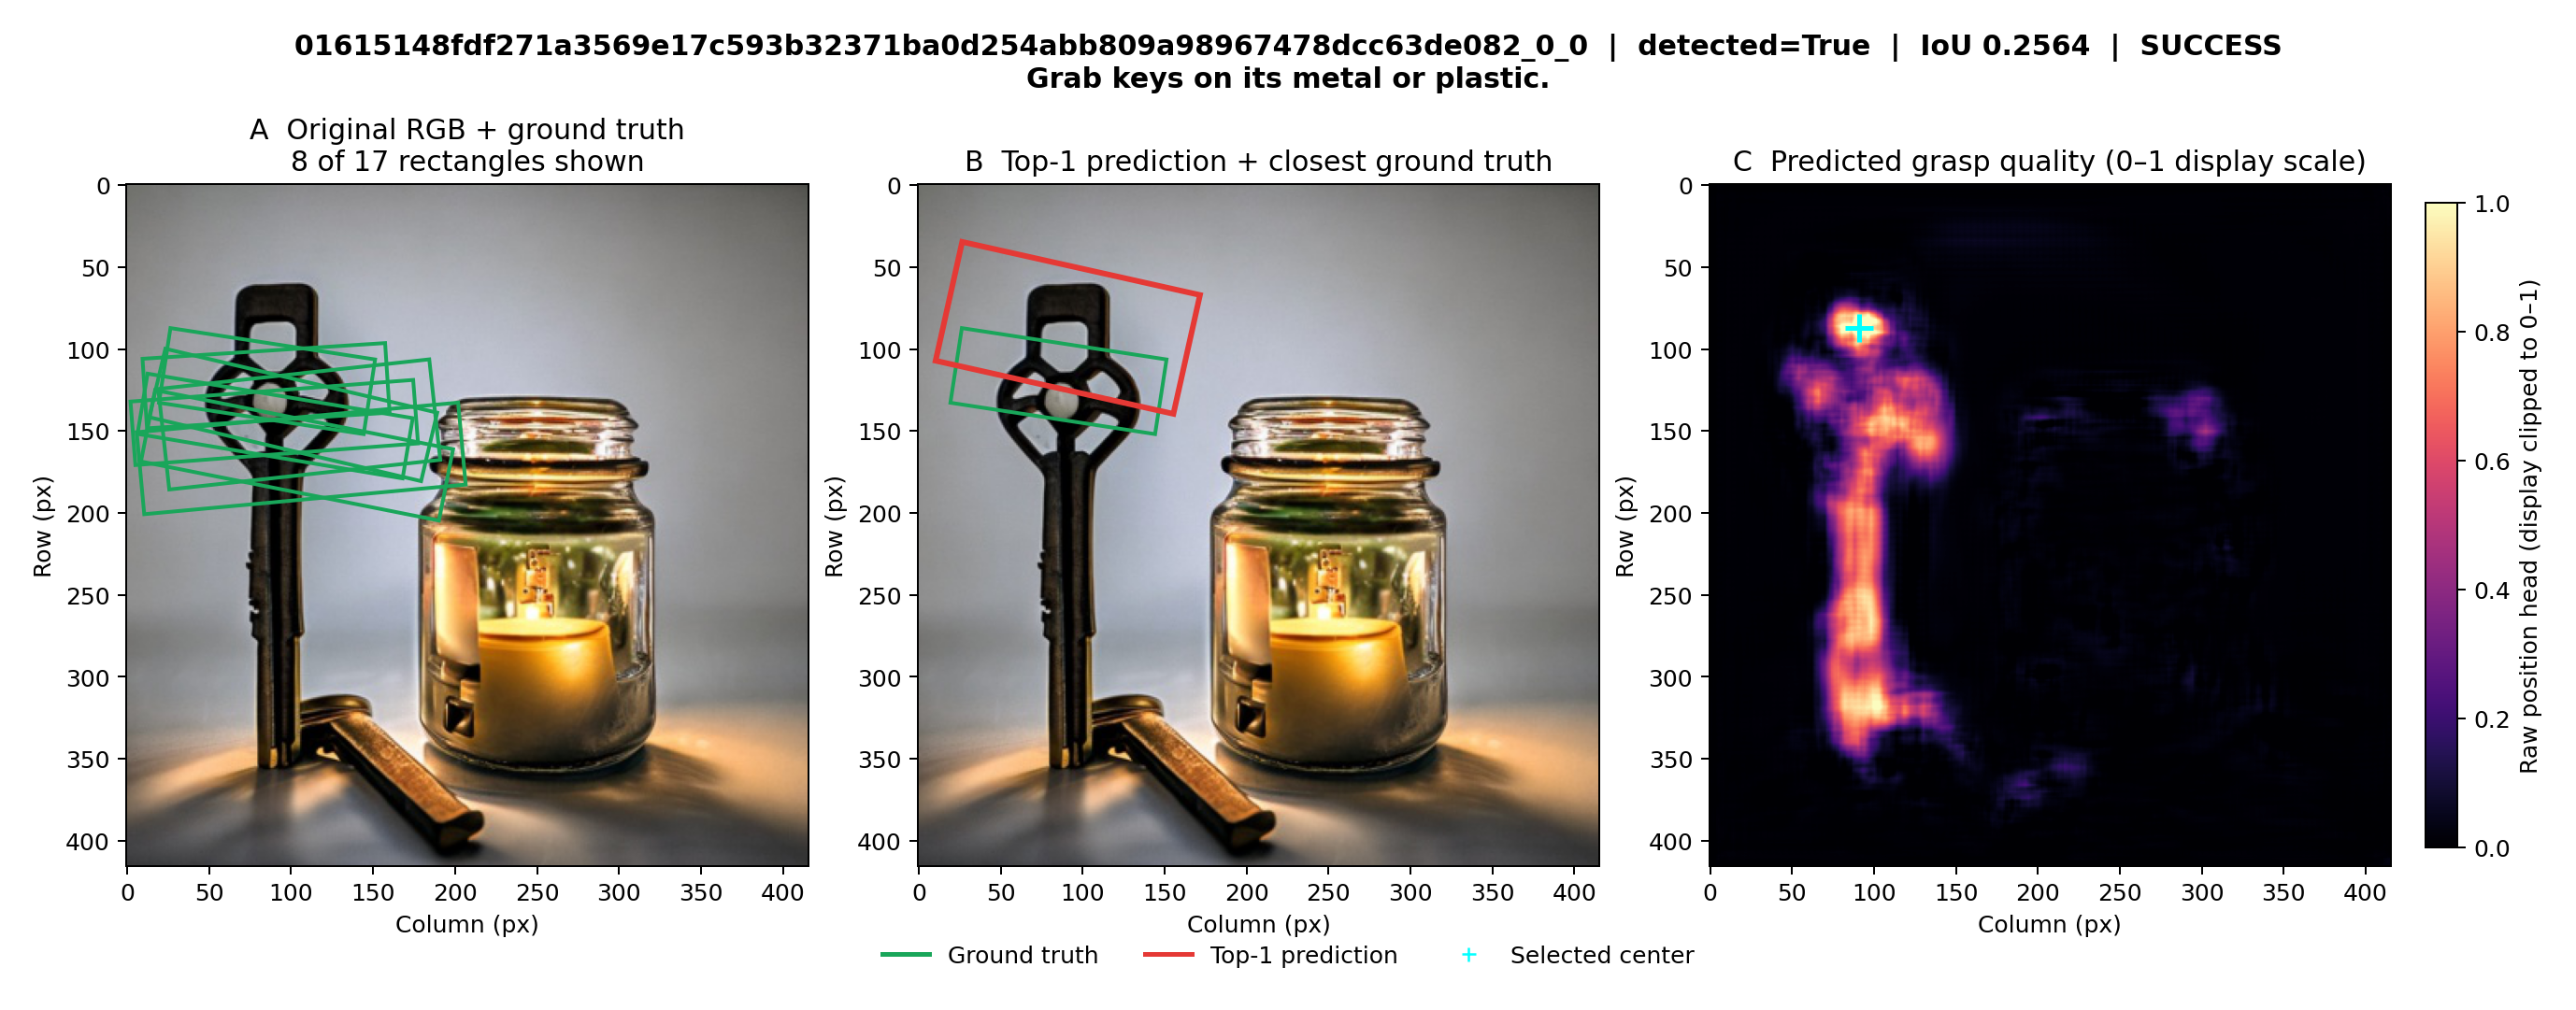 01615148fdf271a3569e17c593b32371ba0d254abb809a98967478dcc63de082_0_0 | detected=True | IoU 0.2564 | SUCCESS
Grab keys on its metal or plastic.
A Original RGB + ground truth
8 of 17 rectangles shown
B Top-1 prediction + closest ground truth
C Predicted grasp quality (0–1 display scale)
0
50
100
150
200
250
300
350
400
Row (px)
0 50 100 150 200 250 300 350 400
Column (px)
0
50
100
150
200
250
300
350
400
Row (px)
0 50 100 150 200 250 300 350 400
Column (px)
0
50
100
150
200
250
300
350
400
Row (px)
0 50 100 150 200 250 300 350 400
Column (px)
1.0
0.8
0.6
0.4
0.2
0.0
Raw position head (display clipped to 0–1)
Ground truth Top-1 prediction Selected center